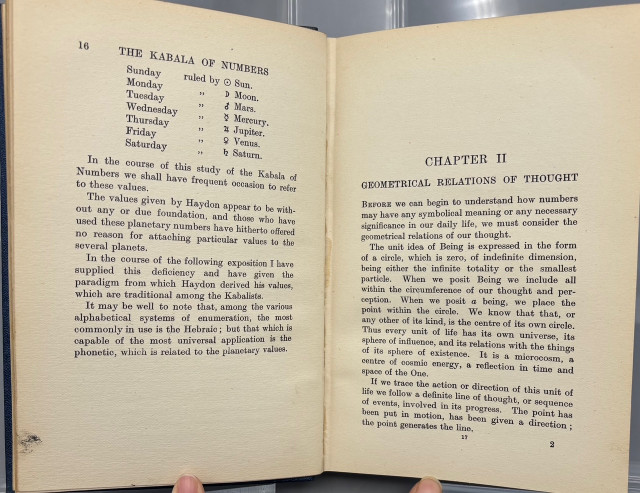 16 THE KABALA OF NUMBERS
Sunday ruled by ☉ Sun.
Monday " ☽ Moon.
Tuesday " ♂ Mars.
Wednesday " ☿ Mercury.
Thursday " ♃ Jupiter.
Friday " ♀ Venus.
Saturday " ♄ Saturn.
In the course of this study of the Kabala of
Numbers we shall have frequent occasion to refer
to these values.
The values given by Haydon appear to be with-
out any or due foundation, and those who have
used these planetary numbers have hitherto offered
no reason for attaching particular values to the
several planets.
In the course of the following exposition I have
supplied this deficiency and have given the
paradigm from which Haydon derived his values,
which are traditional among the Kabalists.
It may be well to note that, among the various
alphabetical systems of enumeration, the most
commonly in use is the Hebraic; but that which is
capable of the most universal application is the
phonetic, which is related to the planetary values.
CHAPTER II
GEOMETRICAL RELATIONS OF THOUGHT
BEFORE we can begin to understand how numbers
may have any symbolical meaning or any necessary
significance in our daily life, we must consider the
geometrical relations of our thought.
The unit idea of Being is expressed in the form
of a circle, which is zero, of indefinite dimension,
being either the infinite totality or the smallest
particle. When we posit Being we include all
within the circumference of our thought and per-
ception. When we posit a being, we place the
point within the circle. We know that that, or
any other of its kind, is the centre of its own circle.
Thus every unit of life has its own universe, its
sphere of influence, and its relations with the things
of its sphere of existence. It is a microcosm, a
centre of cosmic energy, a reflection in time and
space of the One.
If we trace the action or direction of this unit of
life we follow a definite line of thought, or sequence
of events, involved in its progress. The point has
been put in motion, has been given a direction;
the point generates the line.
17 2